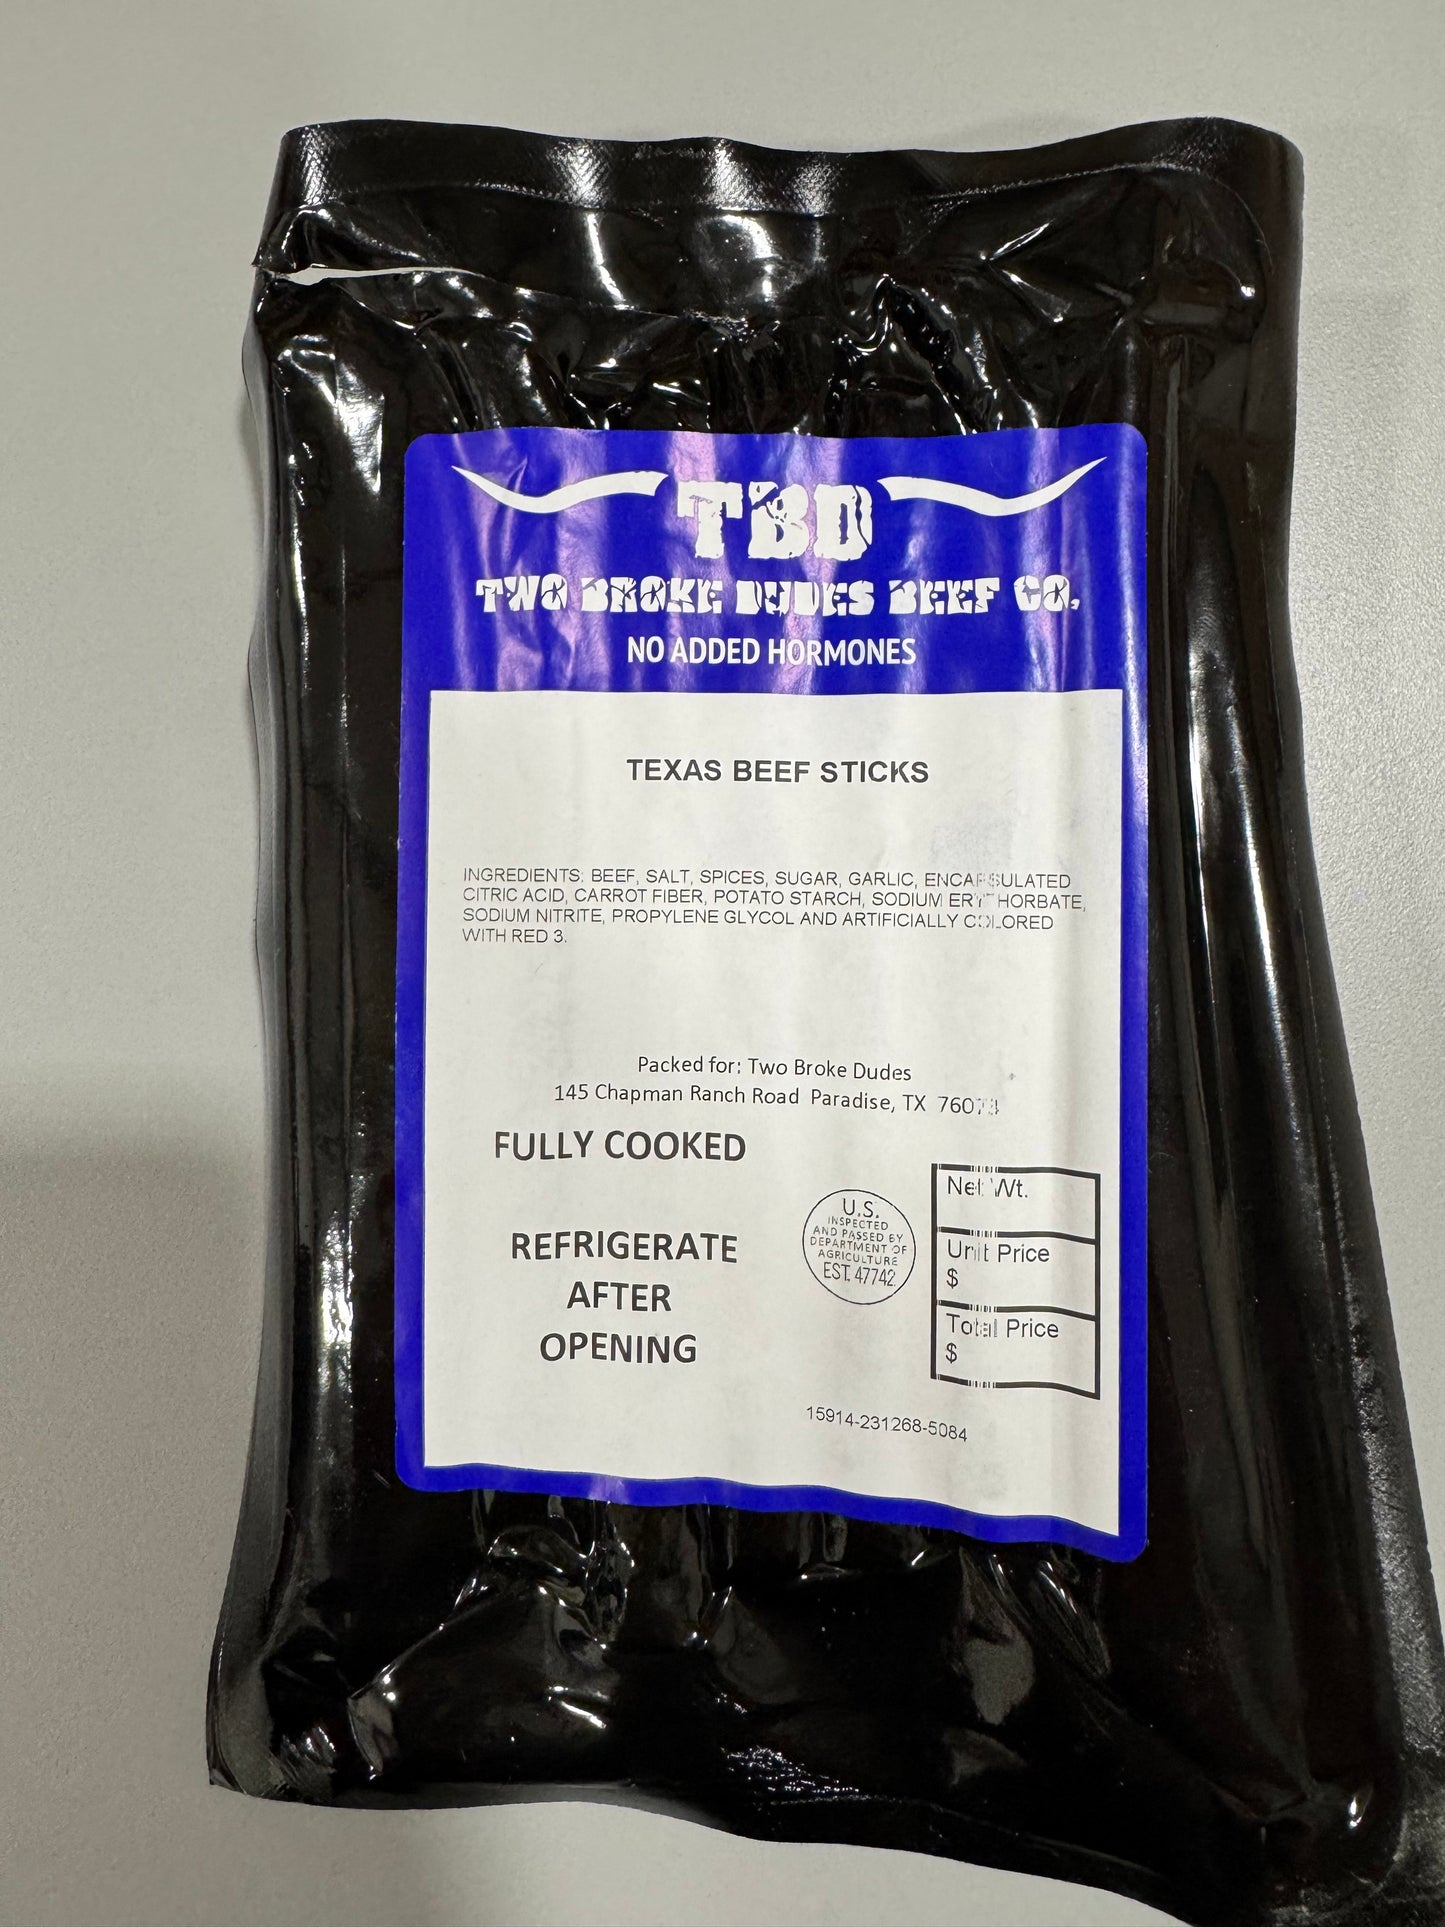 TBD
TWO BROKE DUDES BEEF CO.
NO ADDED HORMONES
TEXAS BEEF STICKS
INGREDIENTS: BEEF, SALT, SPICES, SUGAR, GARLIC, ENCAPSULATED
CITRIC ACID, CARROT FIBER, POTATO STARCH, SODIUM ERYTHORBATE,
SODIUM NITRITE, PROPYLENE GLYCOL AND ARTIFICIALLY COLORED
WITH RED 3.
Packed for: Two Broke Dudes
145 Chapman Ranch Road Paradise, TX 76073
FULLY COOKED
REFRIGERATE
AFTER
OPENING
U.S.
INSPECTED
AND PASSED BY
DEPARTMENT OF
AGRICULTURE
EST. 47742
Net Wt.
Unit Price
$
Total Price
$
15914-231268-5084